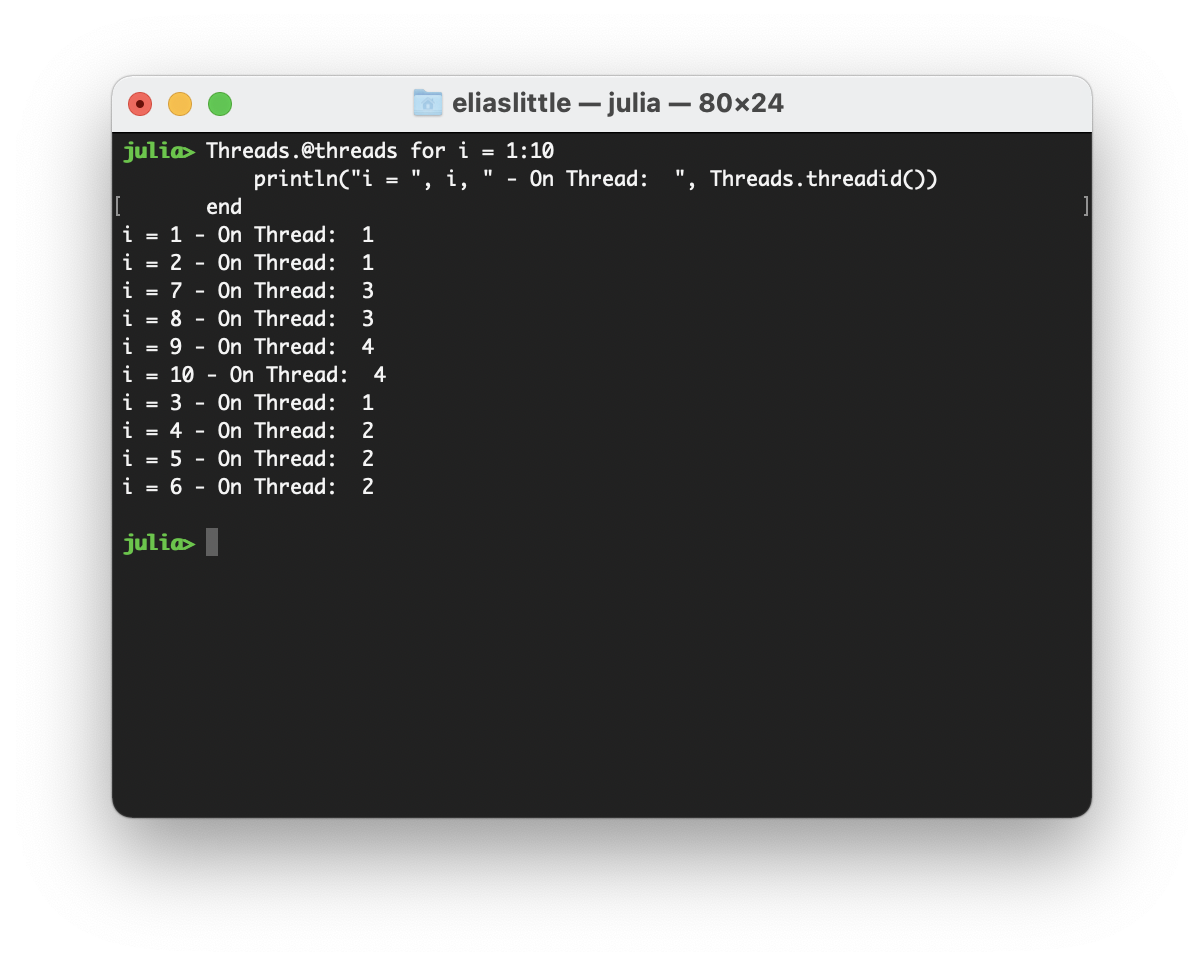 eliaslittle — julia — 80×24
julia> Threads.@threads for i = 1:10
           println("i = ", i, " - On Thread:  ", Threads.threadid())
[       end                                                                      ]
i = 1 - On Thread:  1
i = 2 - On Thread:  1
i = 7 - On Thread:  3
i = 8 - On Thread:  3
i = 9 - On Thread:  4
i = 10 - On Thread:  4
i = 3 - On Thread:  1
i = 4 - On Thread:  2
i = 5 - On Thread:  2
i = 6 - On Thread:  2
julia>